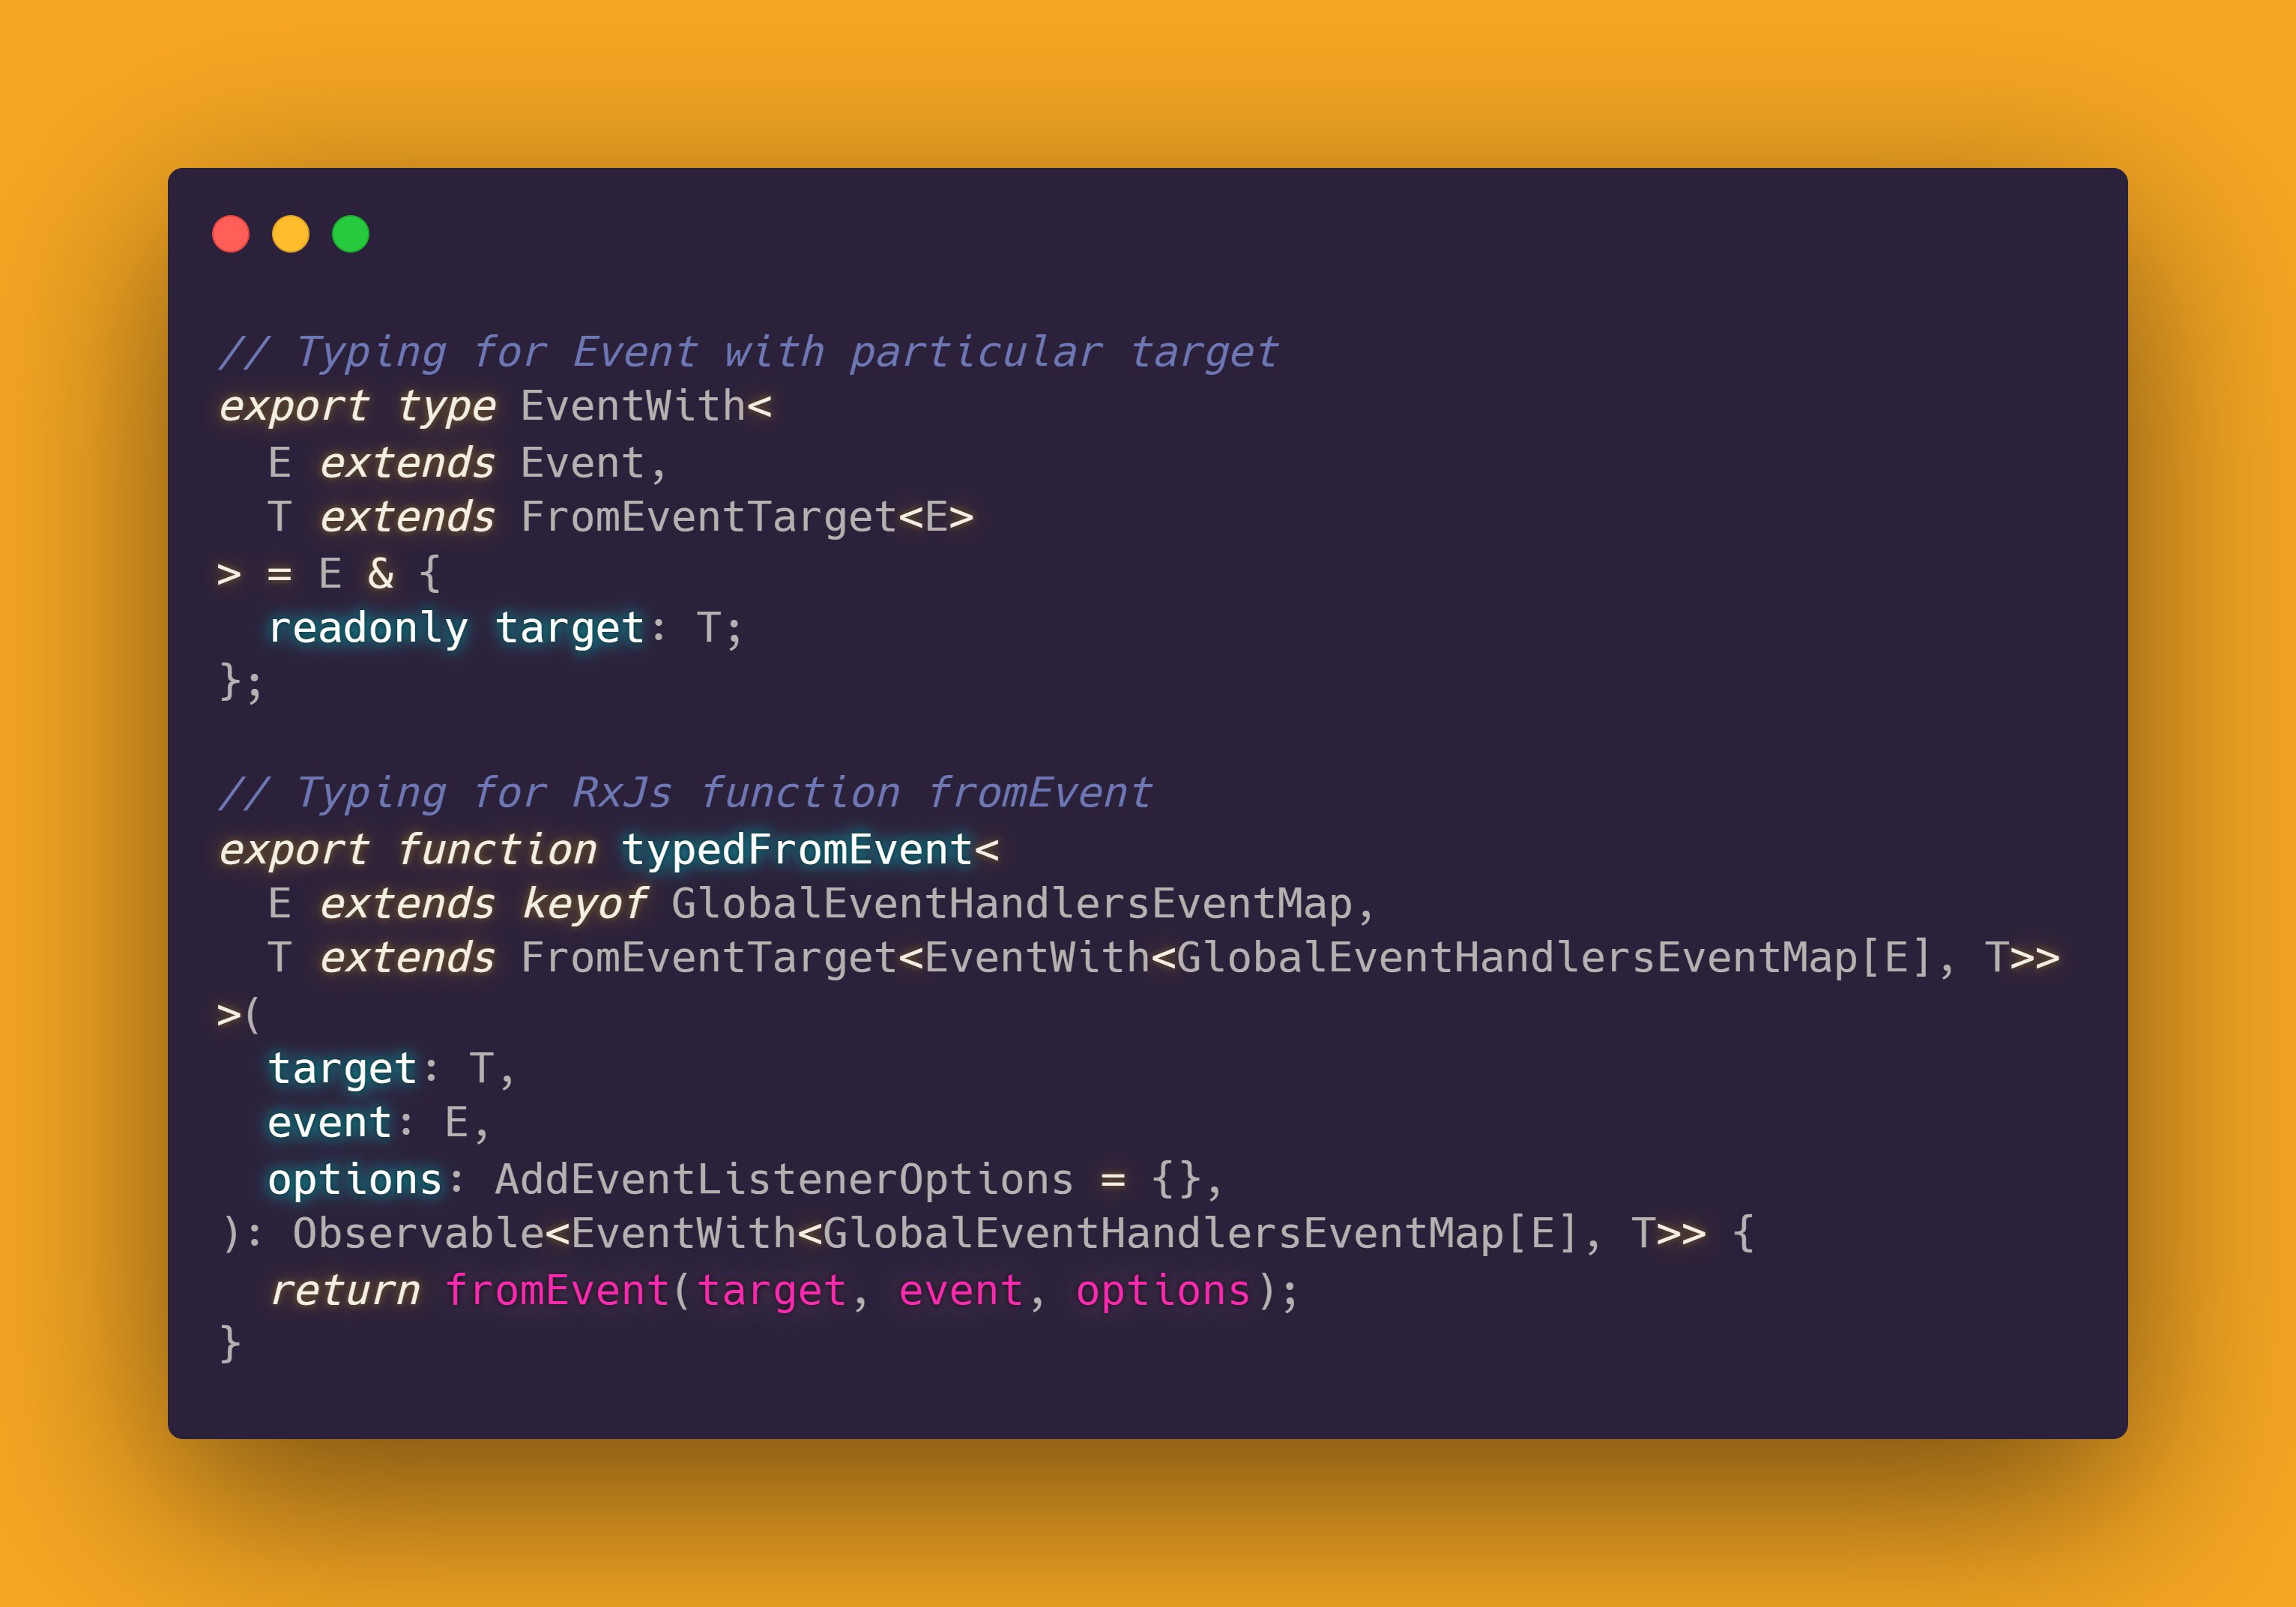 // Typing for Event with particular target
export type EventWith<
  E extends Event,
  T extends FromEventTarget<E>
> = E & {
  readonly target: T;
};

// Typing for RxJs function fromEvent
export function typedFromEvent<
  E extends keyof GlobalEventHandlersEventMap,
  T extends FromEventTarget<EventWith<GlobalEventHandlersEventMap[E], T>>
>(
  target: T,
  event: E,
  options: AddEventListenerOptions = {},
): Observable<EventWith<GlobalEventHandlersEventMap[E], T>> {
  return fromEvent(target, event, options);
}